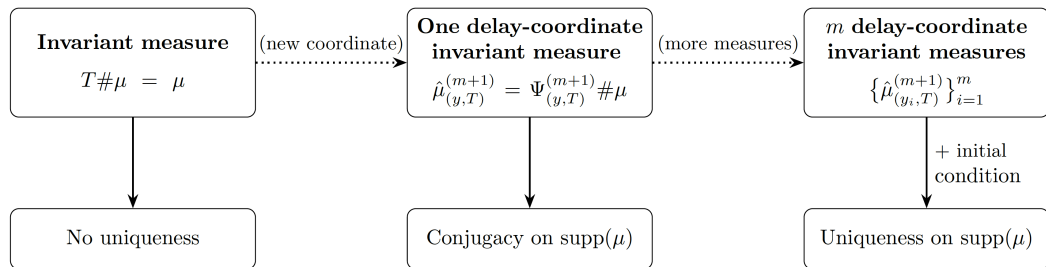 Invariant measure
T#μ = μ
(new coordinate)
One delay-coordinate
invariant measure
μ̂_{(y,T)}^{(m+1)} = Ψ_{(y,T)}^{(m+1)}#μ
(more measures)
m delay-coordinate
invariant measures
{μ̂_{(y_i,T)}^{(m+1)}}_{i=1}^{m}
+ initial
condition
No uniqueness
Conjugacy on supp(μ)
Uniqueness on supp(μ)